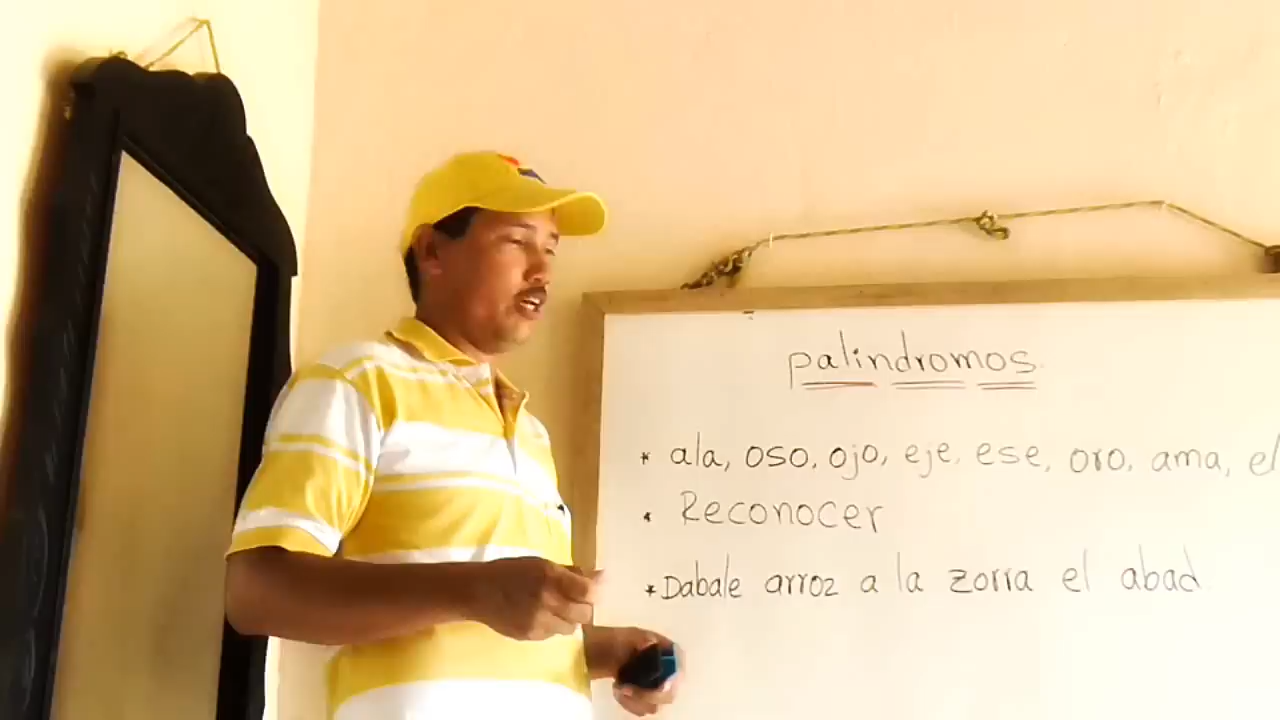 palindromos.
* ala, oso, ojo, eje, ese, oro, ama,
* Reconocer
* Dabale arroz a la zorra el abad.